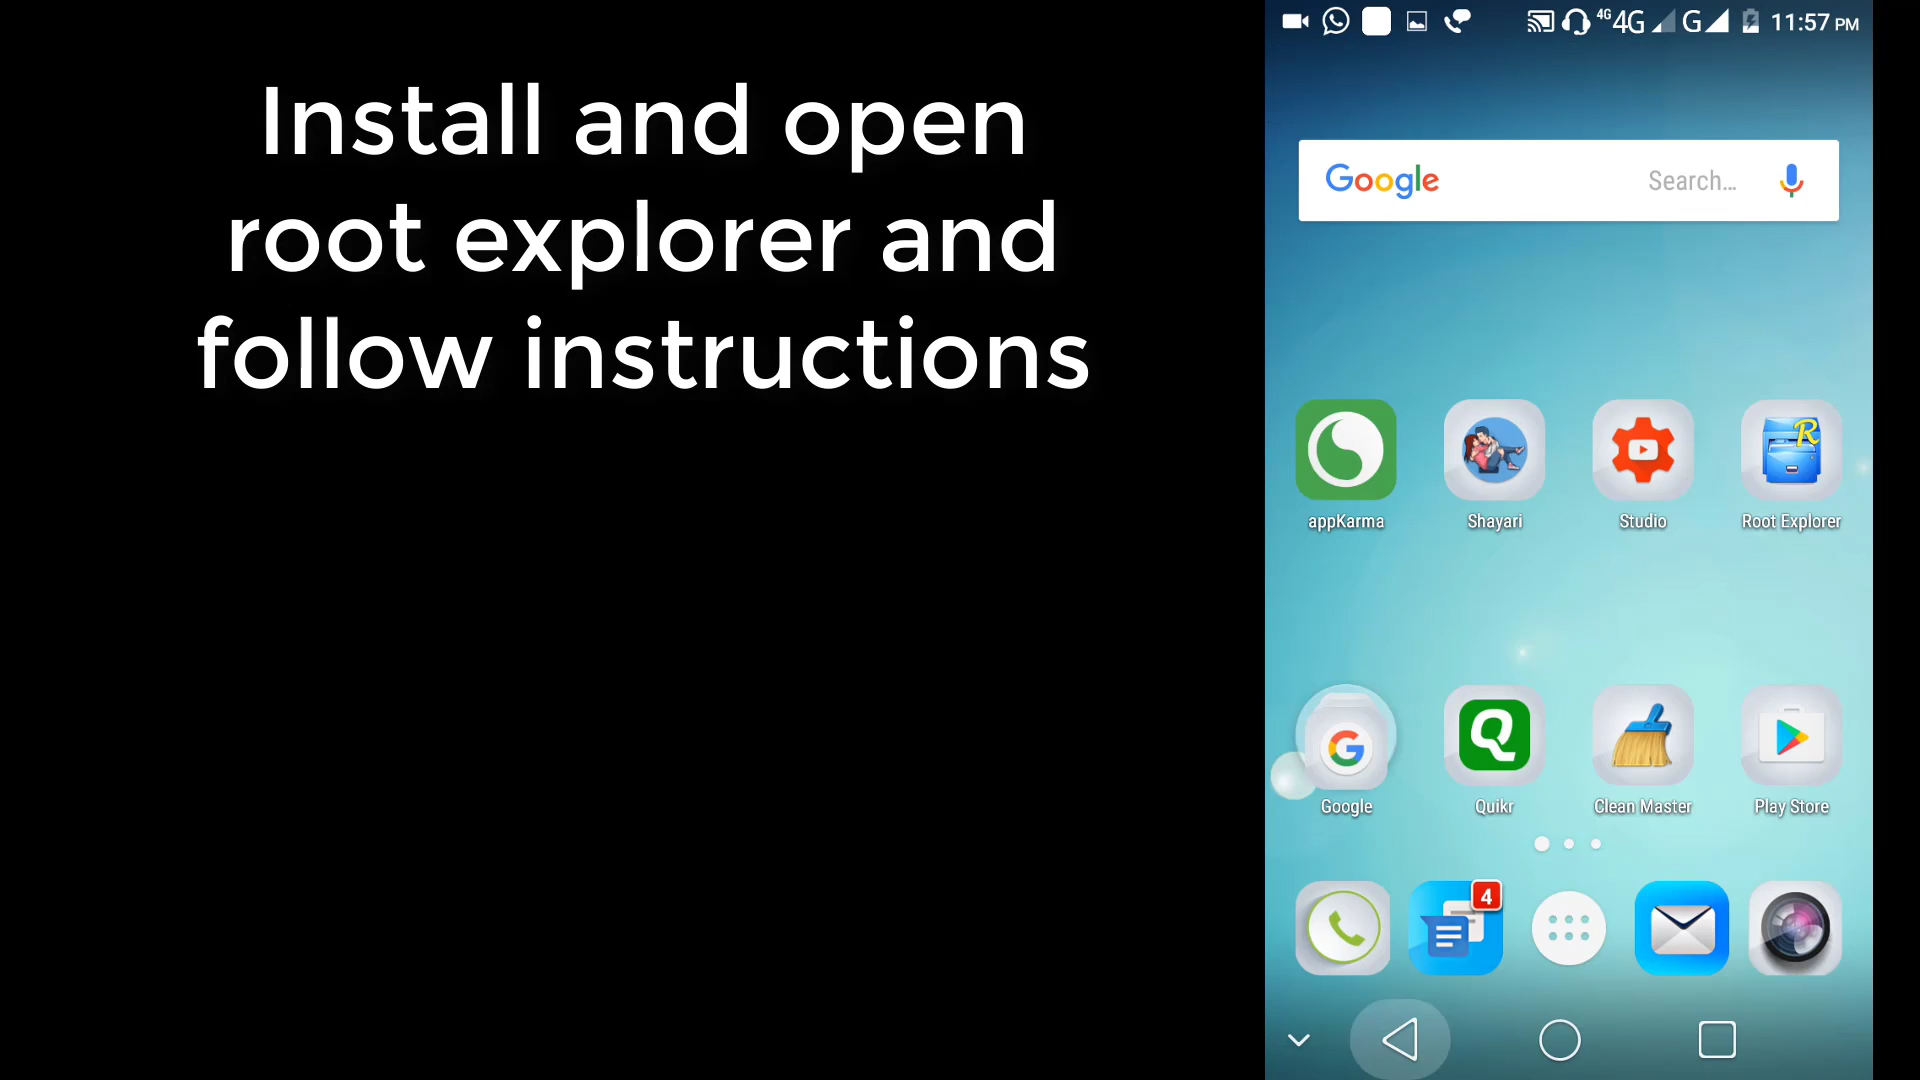 Install and open
root explorer and
follow instructions
4G 4G G 11:57 PM
Google Search...
appKarma Shayari Studio Root Explorer
Google Quikr Clean Master Play Store
4